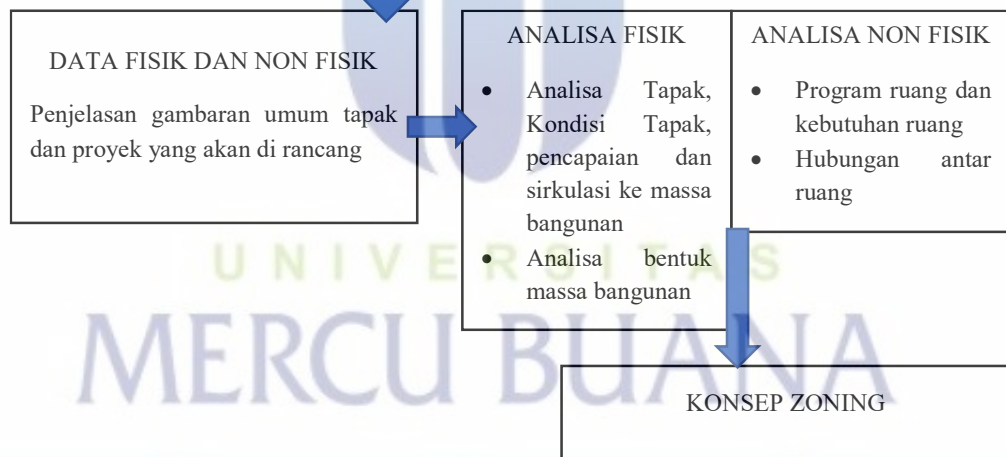 DATA FISIK DAN NON FISIK
Penjelasan gambaran umum tapak
dan proyek yang akan di rancang
ANALISA FISIK
• Analisa Tapak,
Kondisi Tapak,
pencapaian dan
sirkulasi ke massa
bangunan
• Analisa bentuk
massa bangunan
ANALISA NON FISIK
• Program ruang dan
kebutuhan ruang
• Hubungan antar
ruang
UNIVERSITAS
MERCU BUANA
KONSEP ZONING